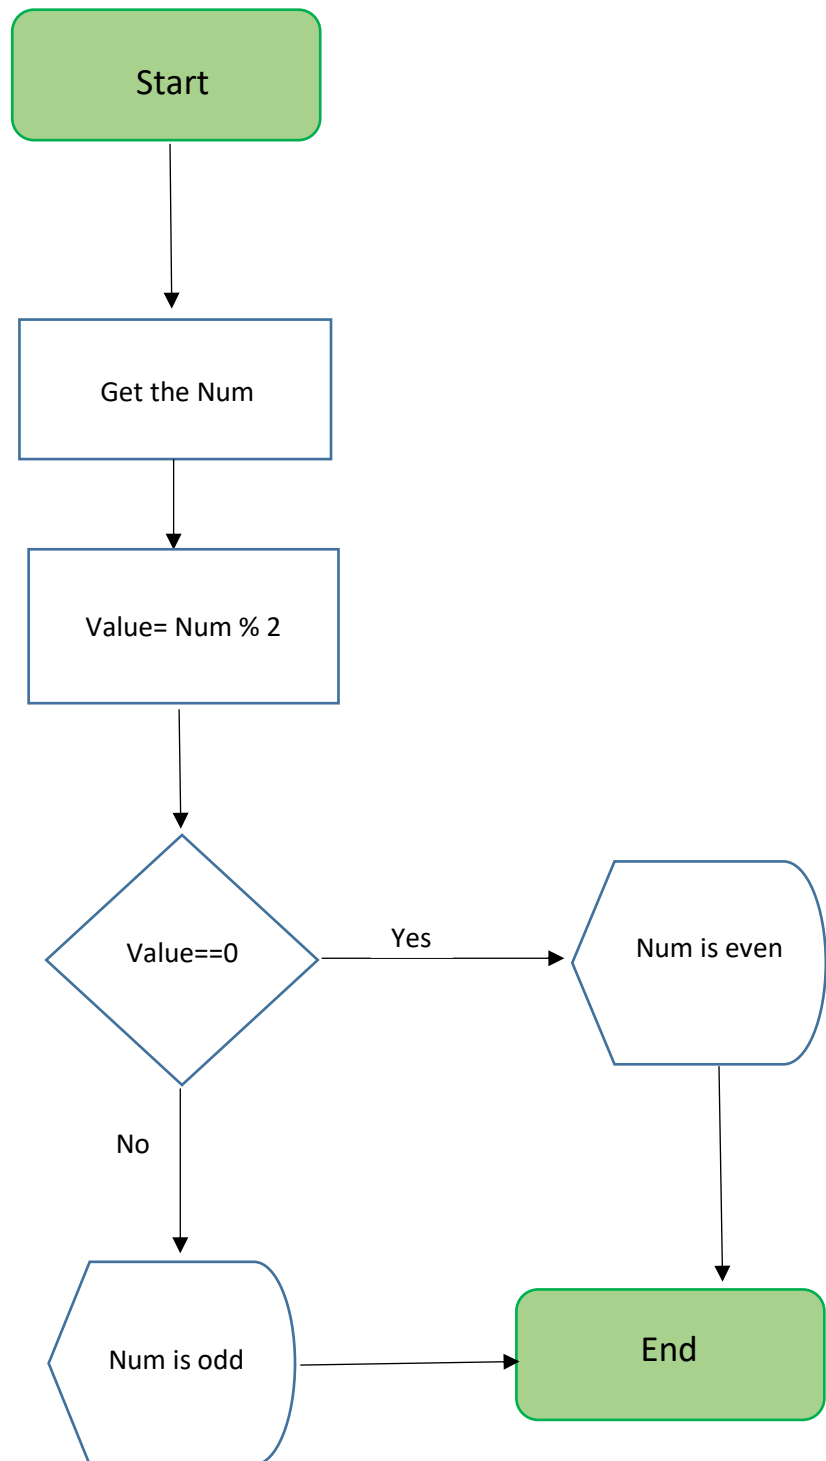 Start
Get the Num
Value= Num % 2
Value==0
Yes
Num is even
No
Num is odd
End